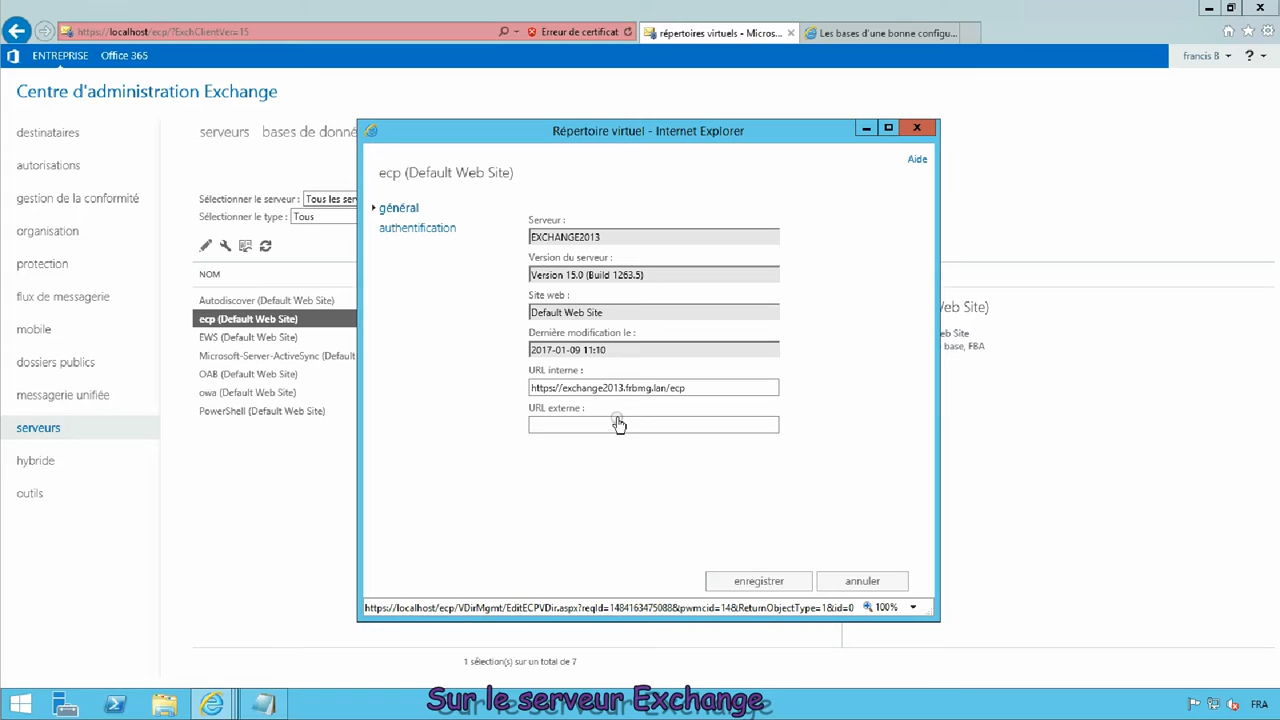 https://localhost/ecp/?ExchClientVer=15
Erreur de certificat
répertoires virtuels - Micros...
Les bases d'une bonne configu...
ENTREPRISE Office 365
francis B ?
Centre d'administration Exchange
destinataires
autorisations
gestion de la conformité
organisation
protection
flux de messagerie
mobile
dossiers publics
messagerie unifiée
serveurs
hybride
outils
serveurs bases de donné
Sélectionner le serveur : Tous les ser
Sélectionner le type : Tous
NOM
Autodiscover (Default Web Site)
ecp (Default Web Site)
EWS (Default Web Site)
Microsoft-Server-ActiveSync (Default
OAB (Default Web Site)
owa (Default Web Site)
PowerShell (Default Web Site)
eb Site)
eb Site
base, FBA
1 sélection(s) sur un total de 7
Répertoire virtuel - Internet Explorer
Aide
ecp (Default Web Site)
général
authentification
Serveur :
EXCHANGE2013
Version du serveur :
Version 15.0 (Build 1263.5)
Site web :
Default Web Site
Dernière modification le :
2017-01-09 11:10
URL interne :
https://exchange2013.frbmg.lan/ecp
URL externe :
enregistrer annuler
https://localhost/ecp/VDirMgmt/EditECPVDir.aspx?reqId=1484163475088&pwmcid=14&ReturnObjectType=1&id=0 100%
Sur le serveur Exchange
FRA